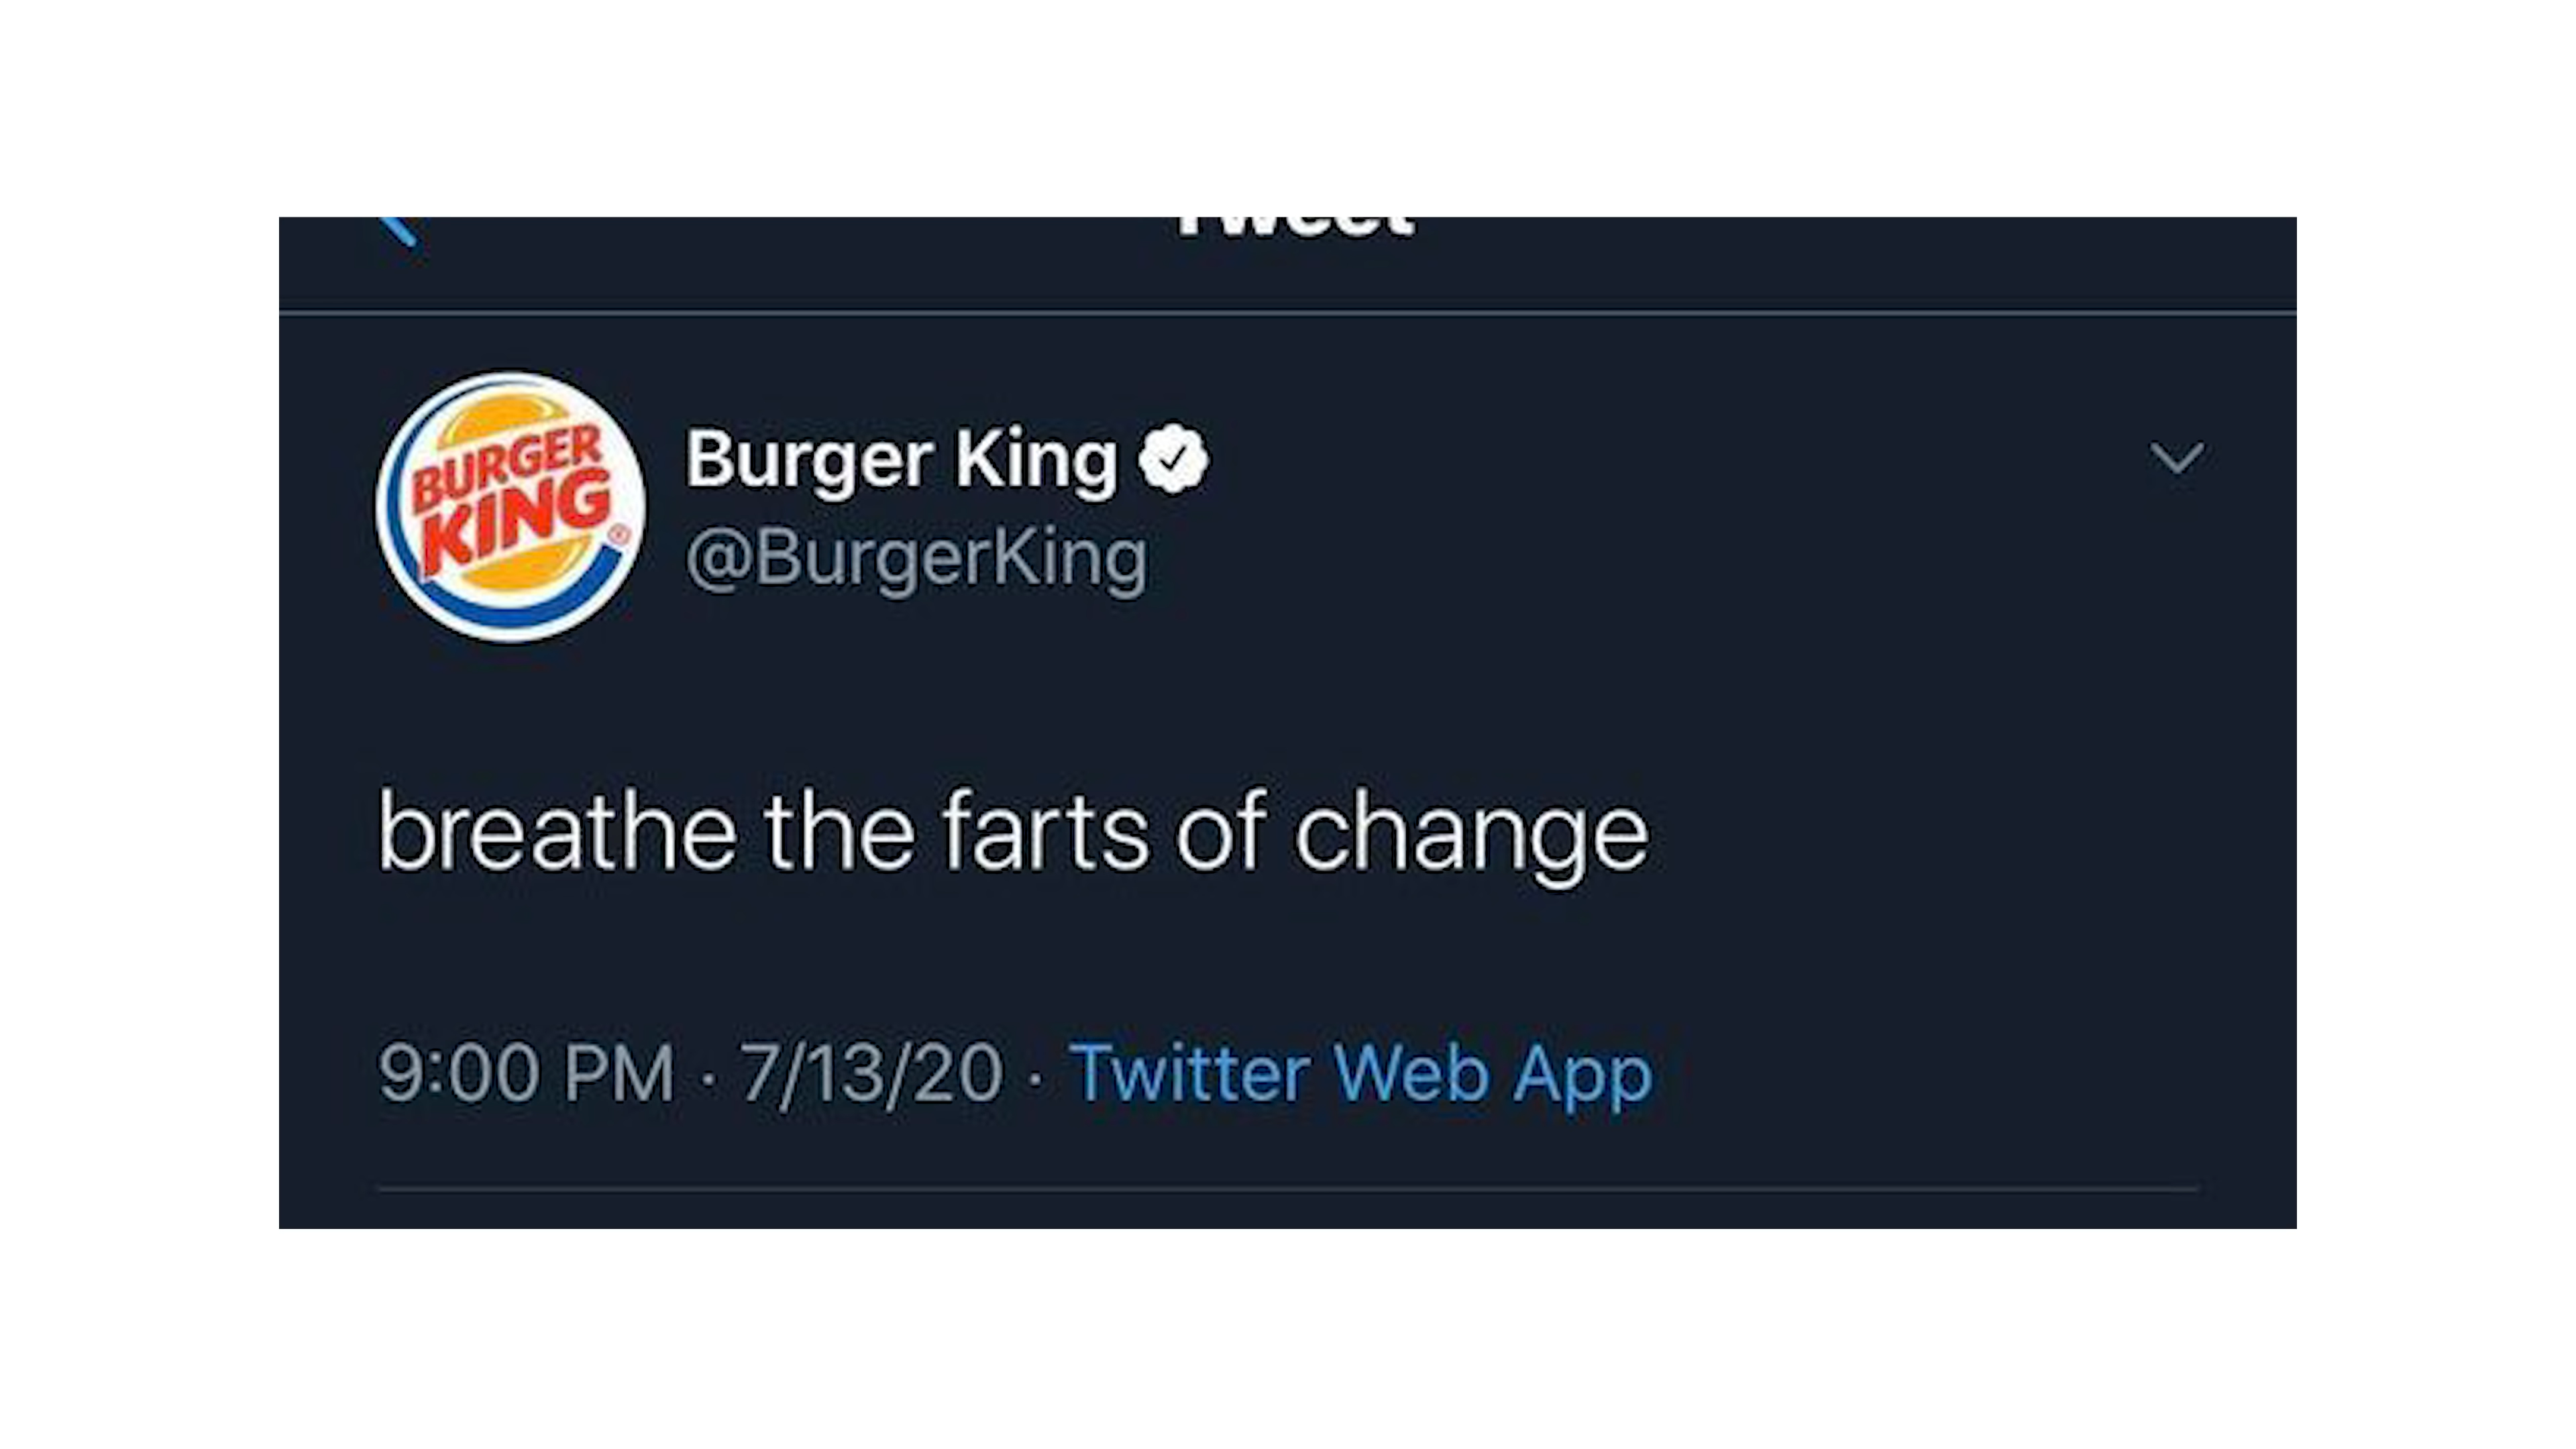 Tweet
BURGER
KING
®
Burger King
@BurgerKing
breathe the farts of change
9:00 PM · 7/13/20 · Twitter Web App